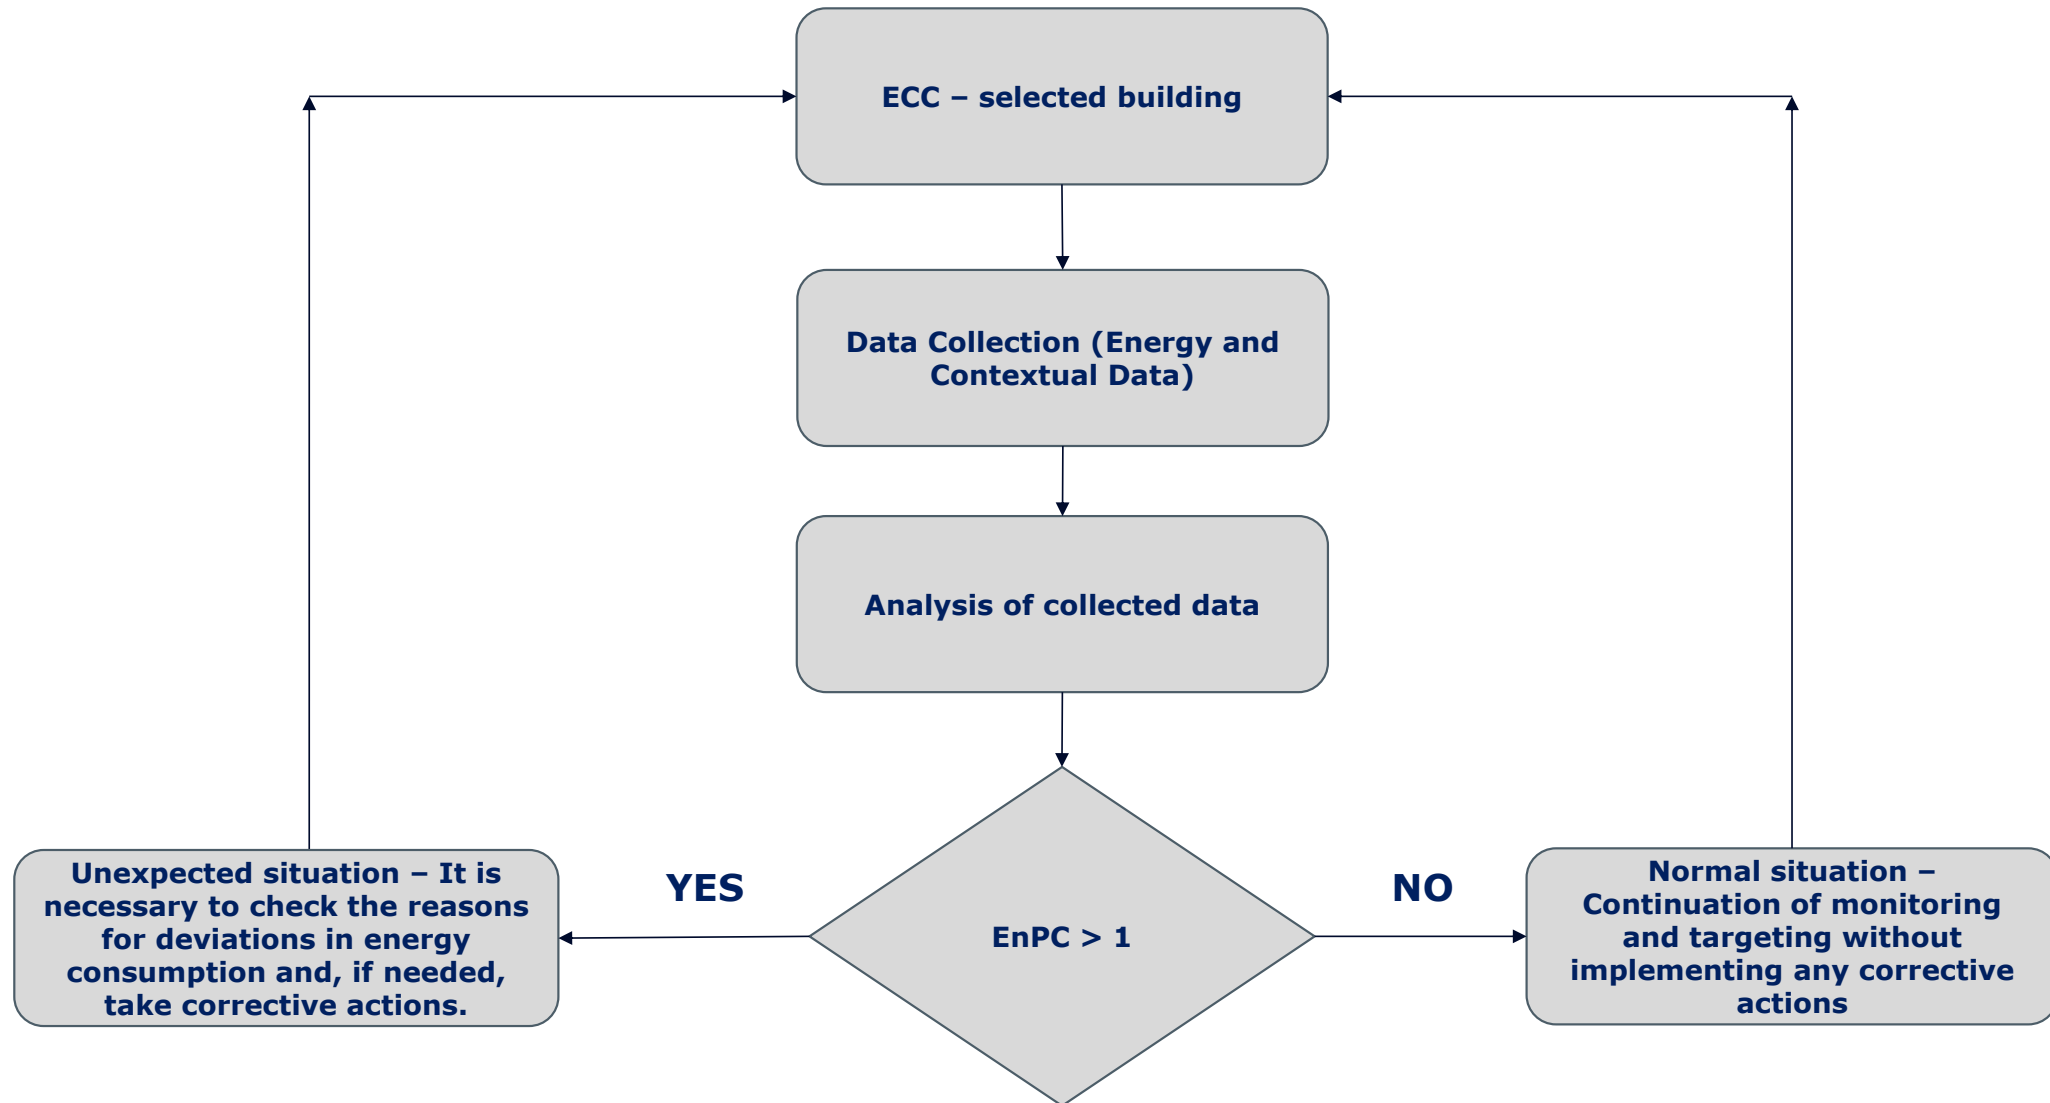 ECC – selected building
Data Collection (Energy and
Contextual Data)
Analysis of collected data
Unexpected situation – It is
necessary to check the reasons
for deviations in energy
consumption and, if needed,
take corrective actions.
YES
EnPC > 1
NO
Normal situation –
Continuation of monitoring
and targeting without
implementing any corrective
actions